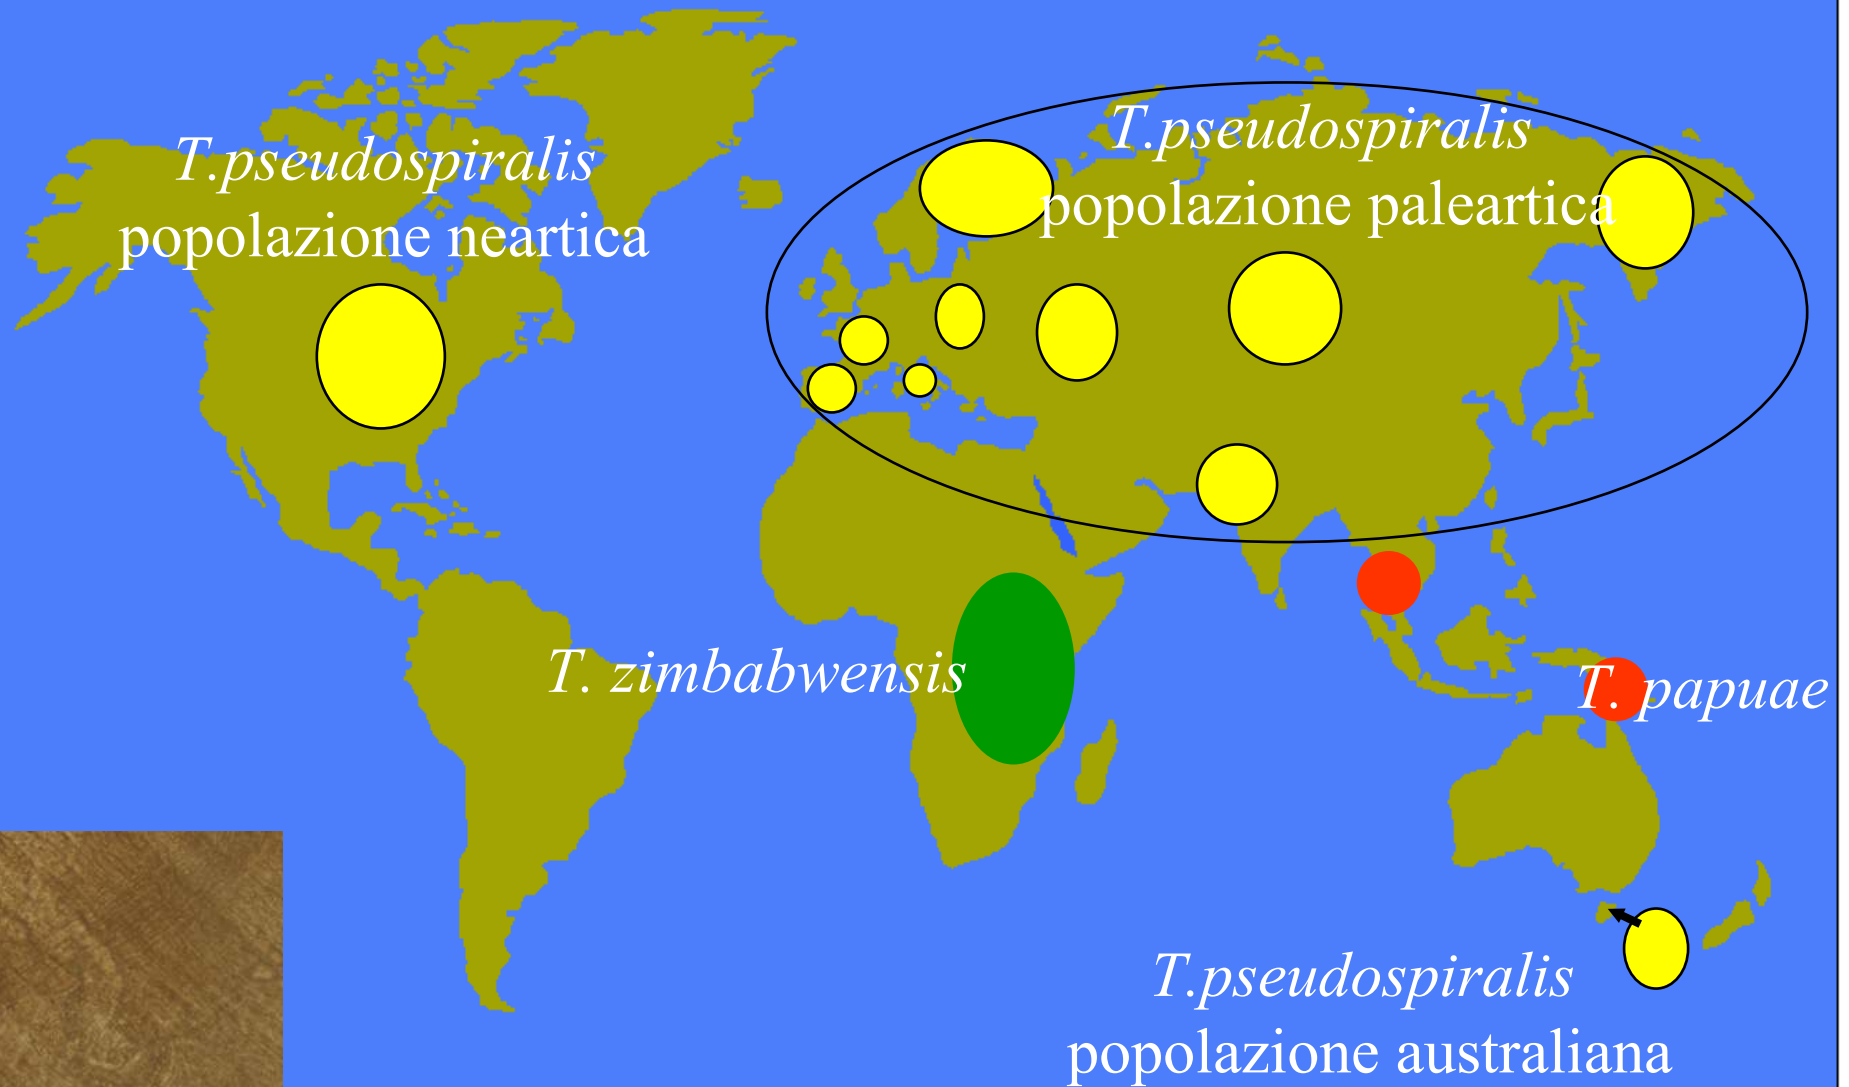 T.pseudospiralis
popolazione neartica
T.pseudospiralis
popolazione paleartica
T. zimbabwensis
T. papuae
T.pseudospiralis
popolazione australiana